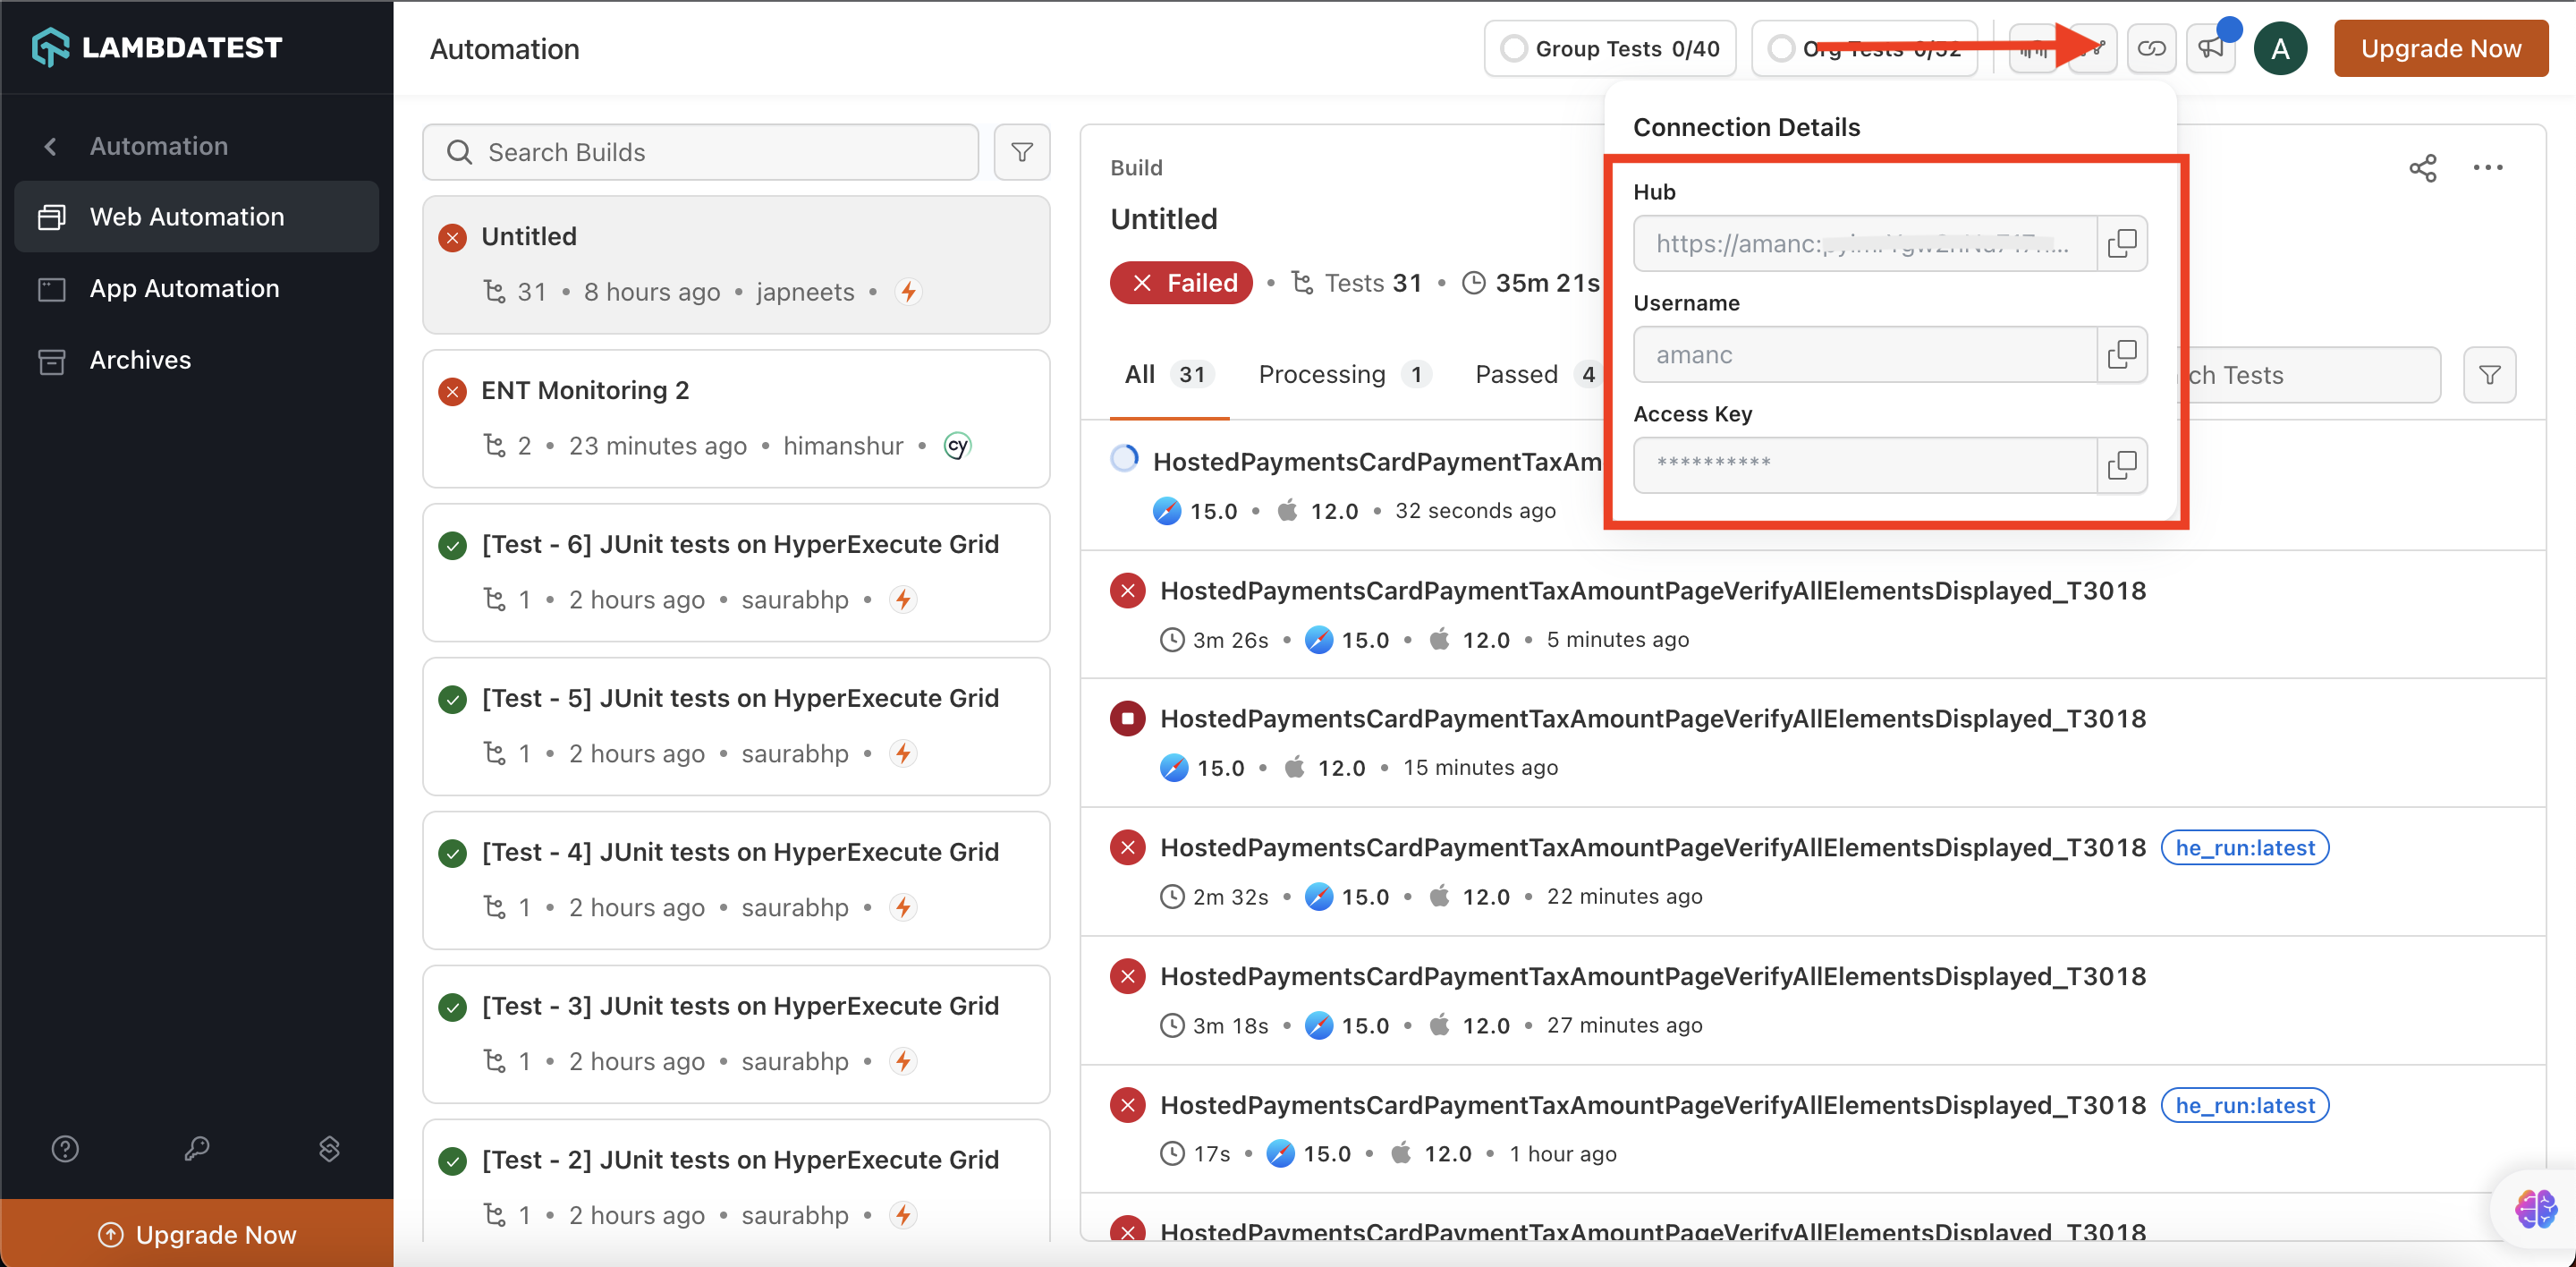 LAMBDATEST
Automation
Web Automation
App Automation
Archives
Upgrade Now
Automation
Group Tests 0/40
Org Tests 0/52
A
Upgrade Now
Search Builds
Untitled
31 • 8 hours ago • japneets •
ENT Monitoring 2
2 • 23 minutes ago • himanshur • cy
[Test - 6] JUnit tests on HyperExecute Grid
1 • 2 hours ago • saurabhp •
[Test - 5] JUnit tests on HyperExecute Grid
1 • 2 hours ago • saurabhp •
[Test - 4] JUnit tests on HyperExecute Grid
1 • 2 hours ago • saurabhp •
[Test - 3] JUnit tests on HyperExecute Grid
1 • 2 hours ago • saurabhp •
[Test - 2] JUnit tests on HyperExecute Grid
1 • 2 hours ago • saurabhp •
Build
Untitled
Failed • Tests 31 • 35m 21s
All 31 Processing 1 Passed 4
ch Tests
Connection Details
Hub
https://amanc:
Username
amanc
Access Key
**********
HostedPaymentsCardPaymentTaxAm
15.0 • 12.0 • 32 seconds ago
HostedPaymentsCardPaymentTaxAmountPageVerifyAllElementsDisplayed_T3018
3m 26s • 15.0 • 12.0 • 5 minutes ago
HostedPaymentsCardPaymentTaxAmountPageVerifyAllElementsDisplayed_T3018
15.0 • 12.0 • 15 minutes ago
HostedPaymentsCardPaymentTaxAmountPageVerifyAllElementsDisplayed_T3018 he_run:latest
2m 32s • 15.0 • 12.0 • 22 minutes ago
HostedPaymentsCardPaymentTaxAmountPageVerifyAllElementsDisplayed_T3018
3m 18s • 15.0 • 12.0 • 27 minutes ago
HostedPaymentsCardPaymentTaxAmountPageVerifyAllElementsDisplayed_T3018 he_run:latest
17s • 15.0 • 12.0 • 1 hour ago
HostedPaymentsCardPaymentTaxAmountPageVerifyAllElementsDisplayed_T3018